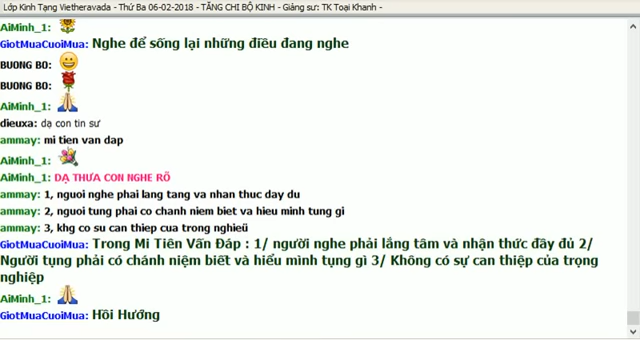 Lớp Kinh Tạng Vietheravada - Thứ Ba 06-02-2018 - TĂNG CHI BỘ KINH - Giảng sư: TK Toại Khanh -
AiMinh_1:
GiotMuaCuoiMua: Nghe để sống lại những điều đang nghe
BUONG BO:
BUONG BO:
AiMinh_1:
dieuxa: dạ con tin sư
ammay: mi tien van dap
AiMinh_1:
AiMinh_1: DẠ THƯA CON NGHE RÕ
ammay: 1, nguoi nghe phai lang tang va nhan thuc day du
ammay: 2, nguoi tung phai co chanh niem biet va hieu minh tung gi
ammay: 3, khg co su can thiep cua trong nghieü
GiotMuaCuoiMua: Trong Mi Tiên Vấn Đáp : 1/ người nghe phải lắng tâm và nhận thức đầy đủ 2/
Người tụng phải có chánh niệm biết và hiểu mình tụng gì 3/ Không có sự can thiệp của trọng
nghiệp
AiMinh_1:
GiotMuaCuoiMua: Hồi Hướng